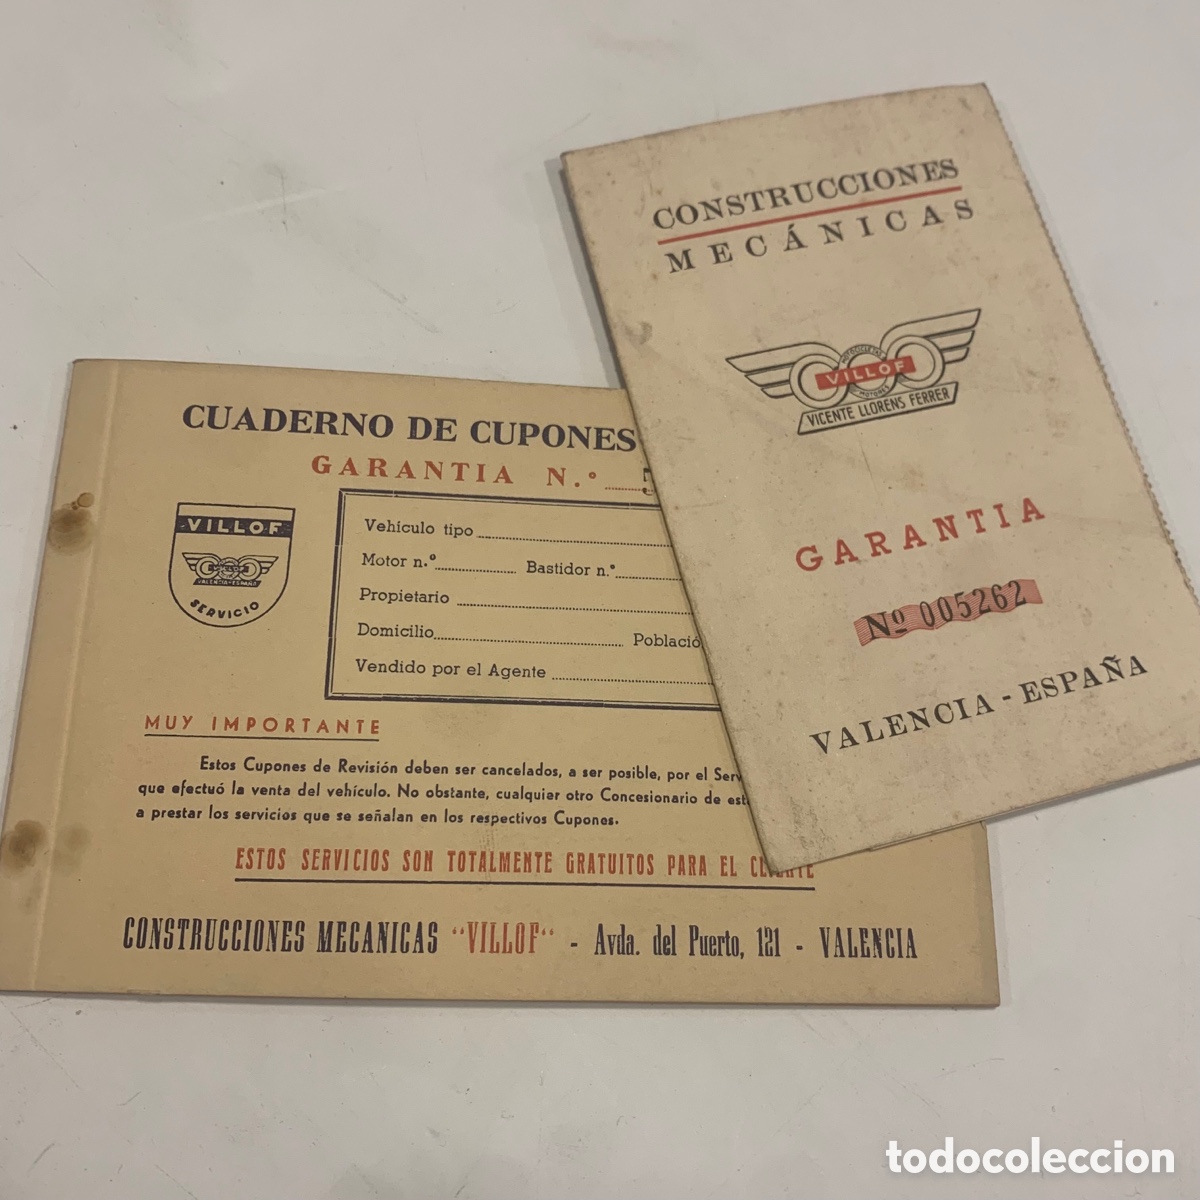 CONSTRUCCIONES
MECÁNICAS
MOTOCICLETAS
VILLOF
MOTORES
VICENTE LLORENS FERRER
GARANTIA
Nº 005262
VALENCIA - ESPAÑA
CUADERNO DE CUPONES
GARANTIA N.º
VILLOF
VILLOF
VALENCIA-ESPAÑA
SERVICIO
Vehículo tipo
Motor n.º Bastidor n.º
Propietario
Domicilio Població
Vendido por el Agente
MUY IMPORTANTE
Estos Cupones de Revisión deben ser cancelados, a ser posible, por el Serv
que efectuó la venta del vehículo. No obstante, cualquier otro Concesionario de est
a prestar los servicios que se señalan en los respectivos Cupones.
ESTOS SERVICIOS SON TOTALMENTE GRATUITOS PARA EL CLIENTE
CONSTRUCCIONES MECANICAS "VILLOF" - Avda. del Puerto, 121 - VALENCIA
todocoleccion